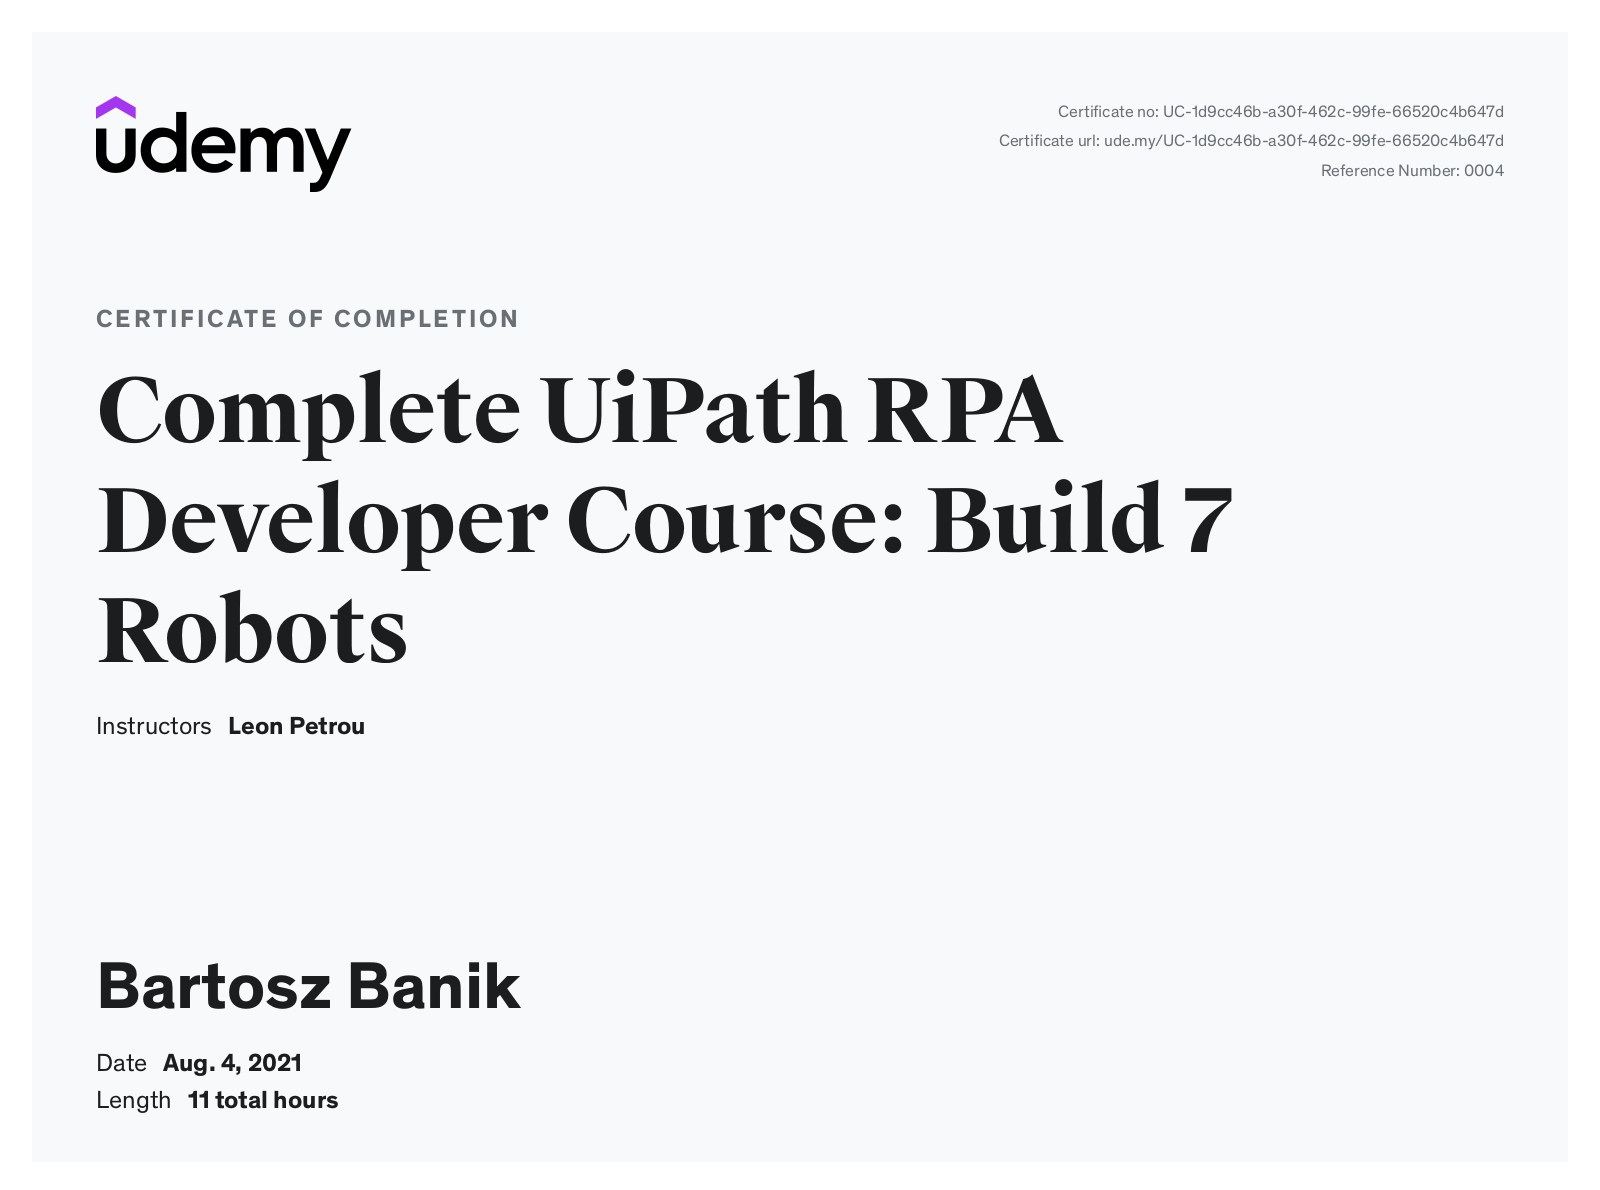 udemy
Certificate no: UC-1d9cc46b-a30f-462c-99fe-66520c4b647d
Certificate url: ude.my/UC-1d9cc46b-a30f-462c-99fe-66520c4b647d
Reference Number: 0004
CERTIFICATE OF COMPLETION
Complete UiPath RPA
Developer Course: Build 7
Robots
Instructors Leon Petrou
Bartosz Banik
Date Aug. 4, 2021
Length 11 total hours